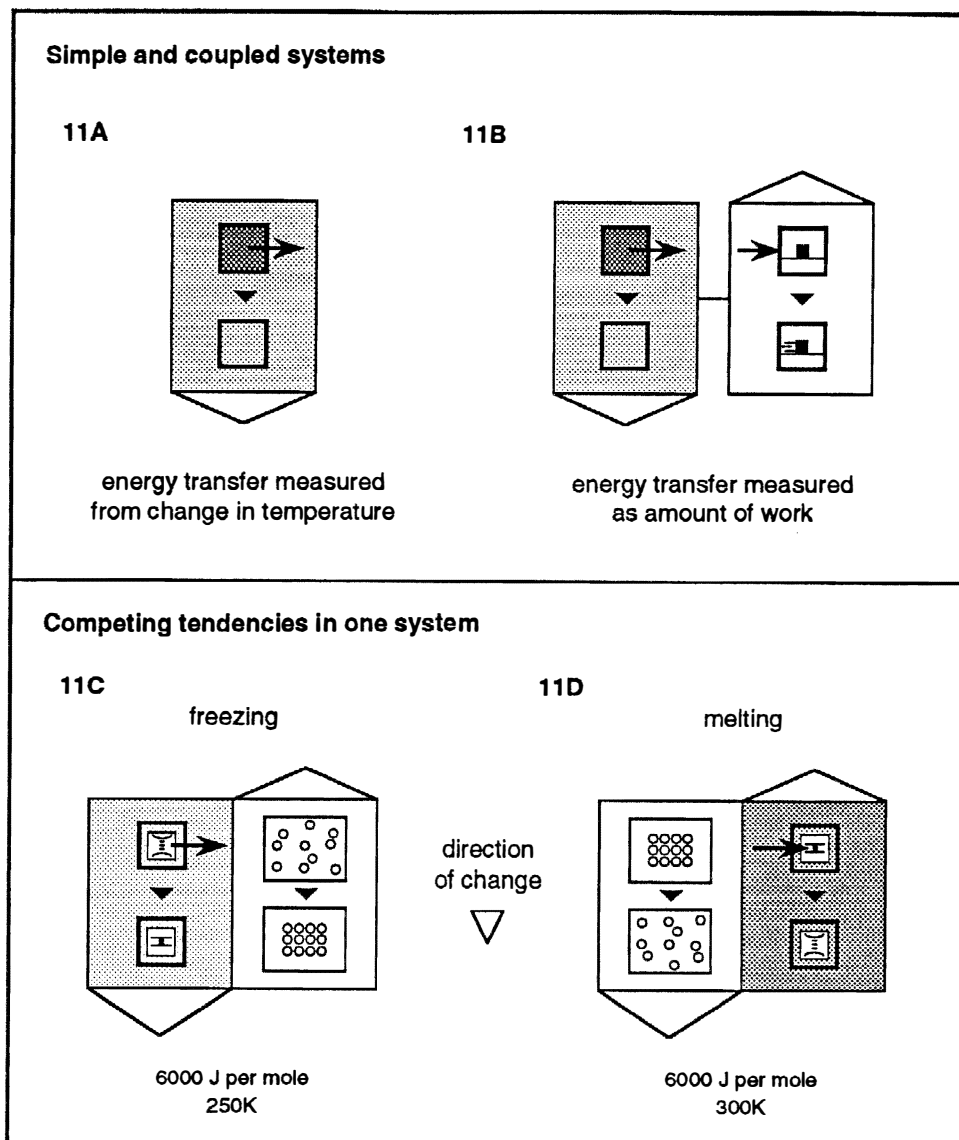 Simple and coupled systems
11A
11B
energy transfer measured
from change in temperature
energy transfer measured
as amount of work
Competing tendencies in one system
11C
freezing
11D
melting
direction
of change
6000 J per mole
250K
6000 J per mole
300K